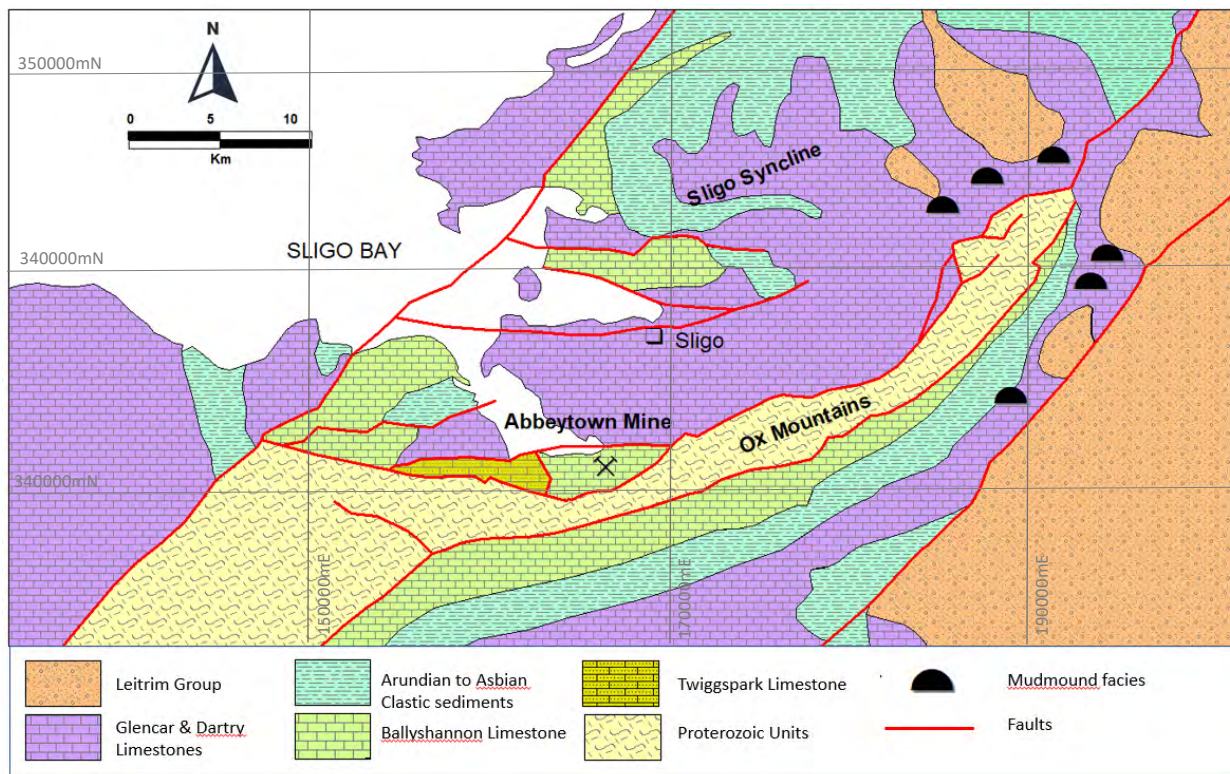 N
350000mN
0 5 10
Km
Sligo Syncline
SLIGO BAY
340000mN
Sligo
Abbeytown Mine
Ox Mountains
340000mN
150000mE
170000mE
190000mE
Leitrim Group
Arundian to Asbian
Clastic sediments
Twiggspark Limestone
Mudmound facies
Glencar & Dartry
Limestones
Ballyshannon Limestone
Proterozoic Units
Faults